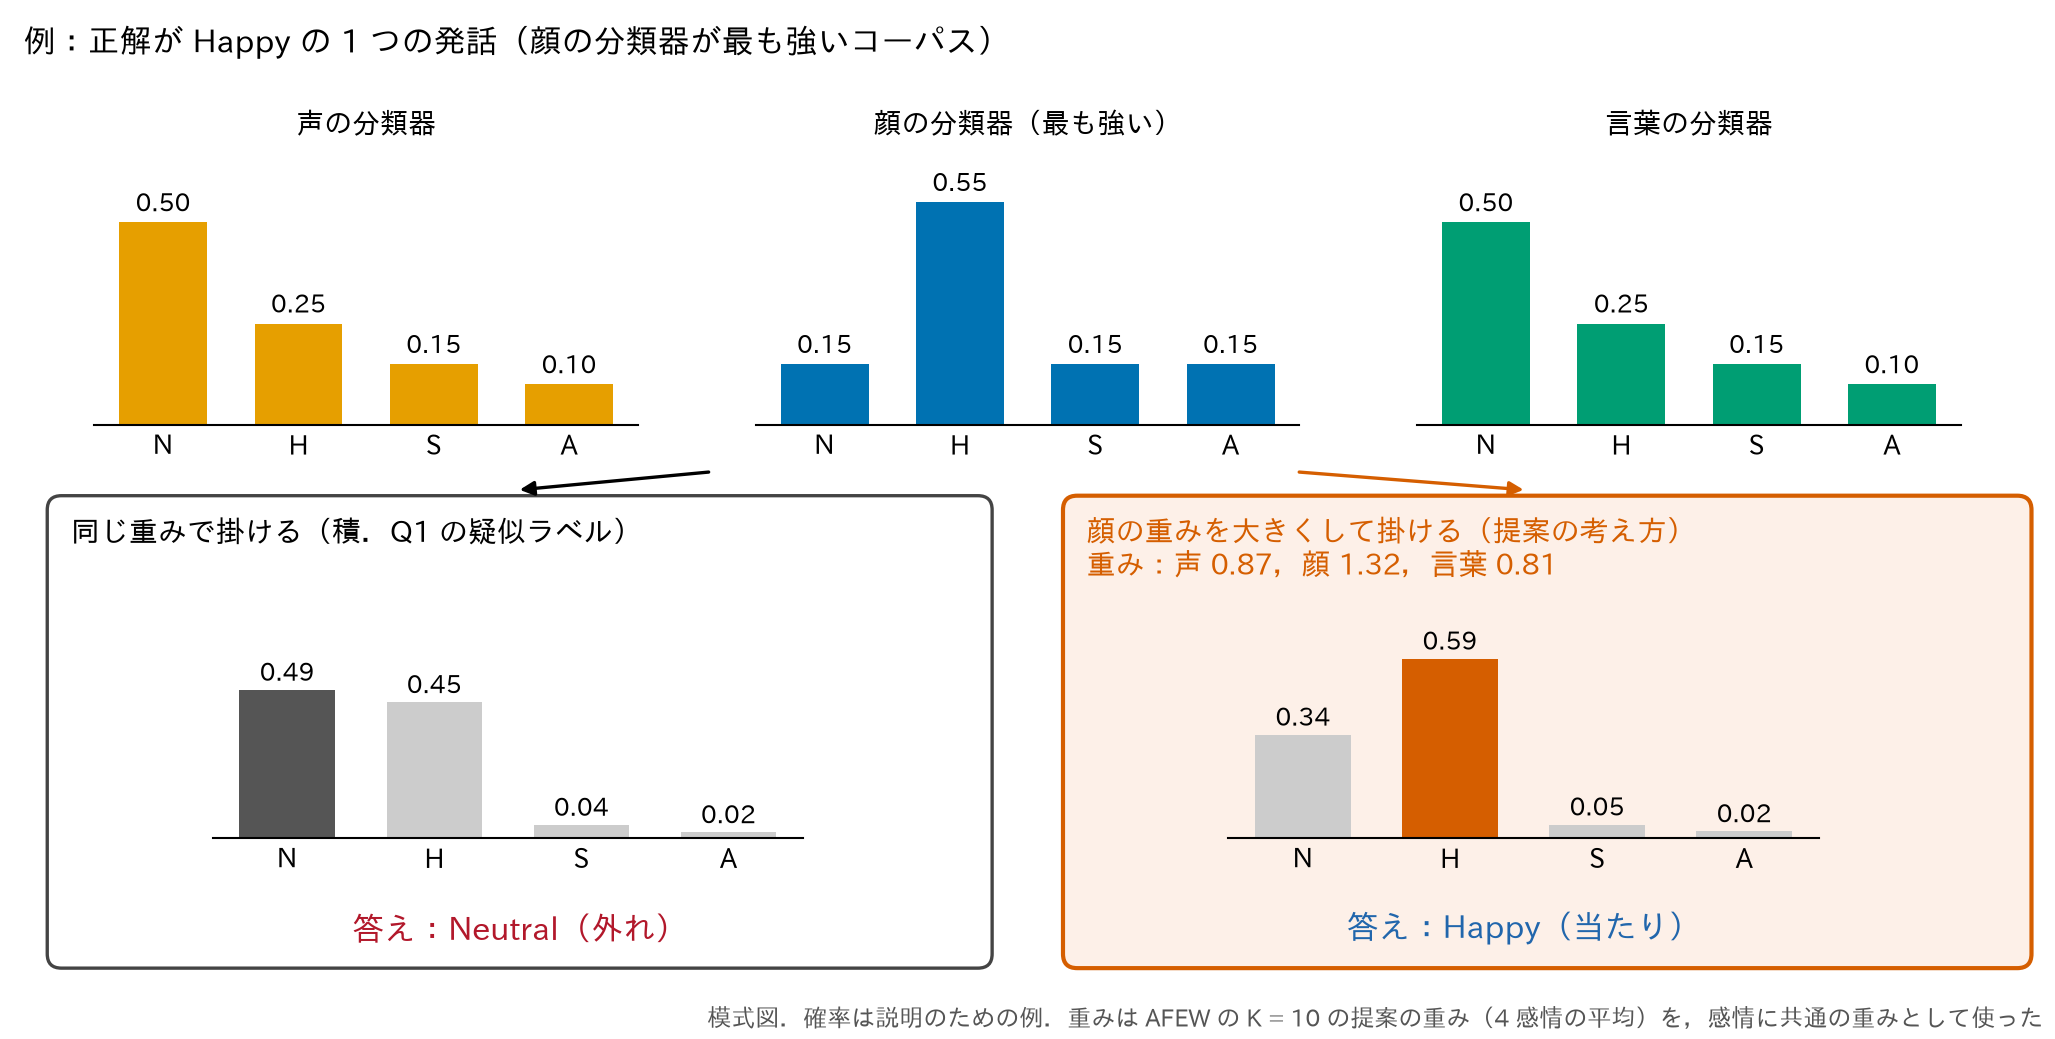 例：正解が Happy の 1 つの発話（顔の分類器が最も強いコーパス）
声の分類器
0.50
0.25
0.15
0.10
N H S A
顔の分類器（最も強い）
0.15
0.55
0.15
0.15
N H S A
言葉の分類器
0.50
0.25
0.15
0.10
N H S A
同じ重みで掛ける（積．Q1 の疑似ラベル）
0.49
0.45
0.04
0.02
N H S A
答え：Neutral（外れ）
顔の重みを大きくして掛ける（提案の考え方）
重み：声 0.87，顔 1.32，言葉 0.81
0.34
0.59
0.05
0.02
N H S A
答え：Happy（当たり）
模式図．確率は説明のための例．重みは AFEW の K = 10 の提案の重み（4 感情の平均）を，感情に共通の重みとして使った